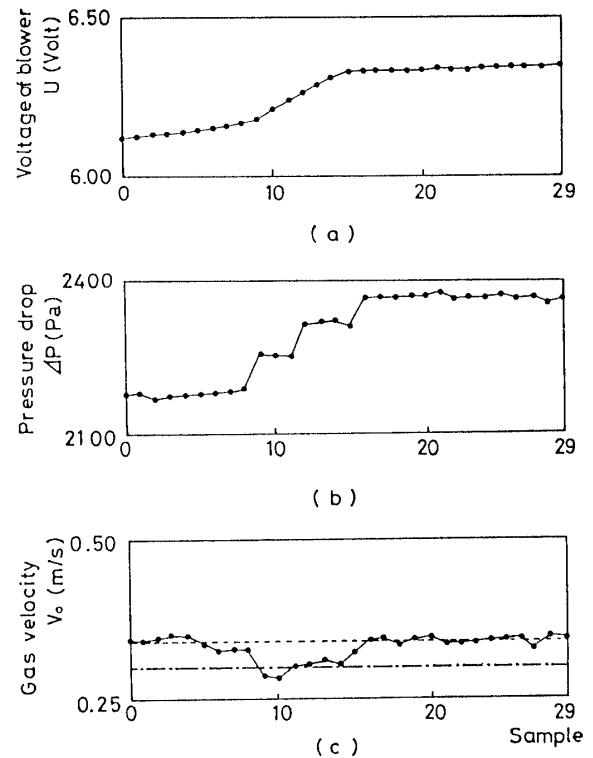 6.50
Voltage of blower
U (Volt)
6.00
0
10
20
29
( a )
2400
Pressure drop
ΔP (Pa)
2100
0
10
20
29
( b )
0.50
Gas velocity
V₀ (m/s)
0.25
0
10
20
29
Sample
( c )